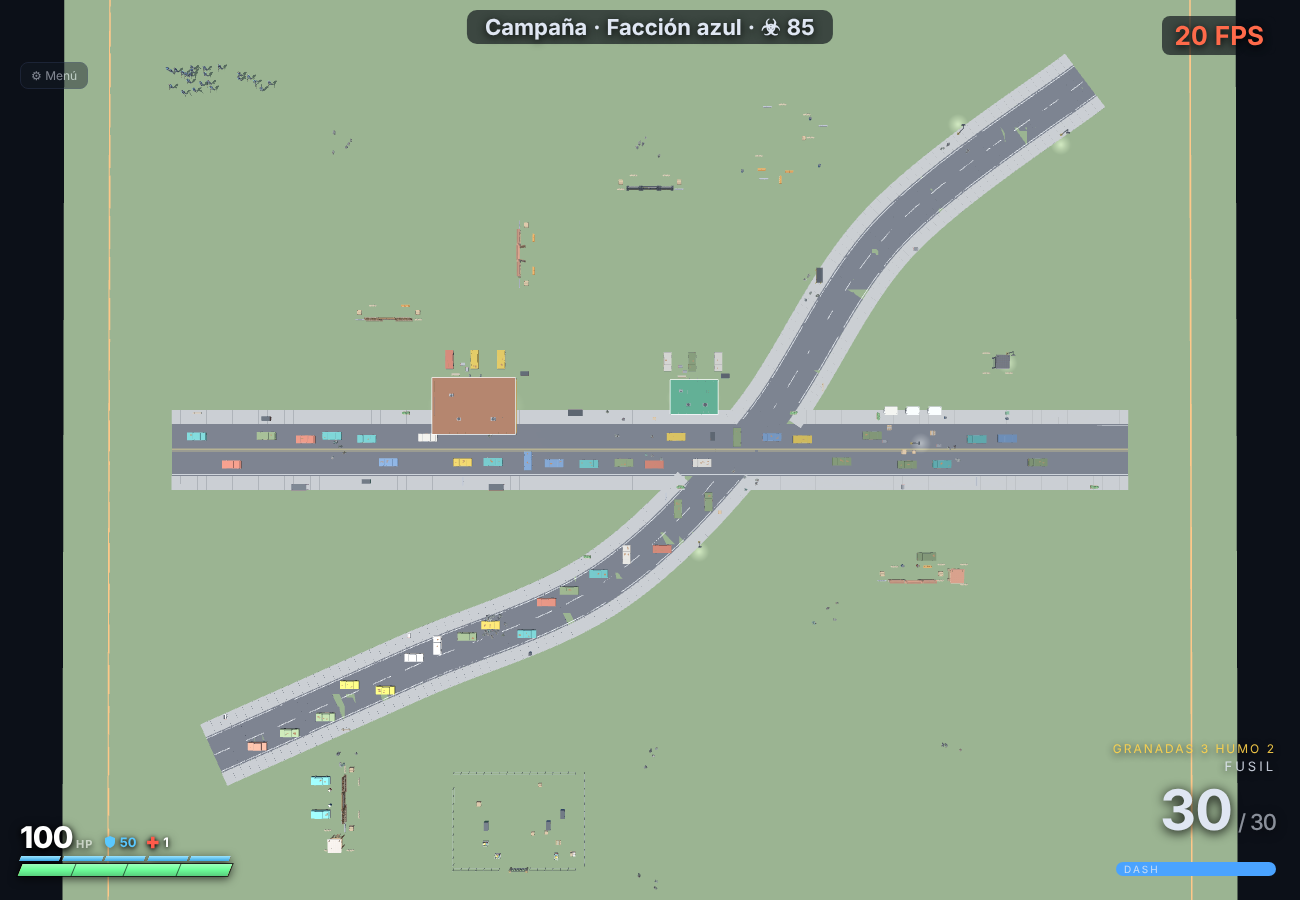 Campaña · Facción azul · ☣ 85
20 FPS
⚙ Menú
GRANADAS 3 HUMO 2
FUSIL
30 / 30
100 HP 50 1
DASH